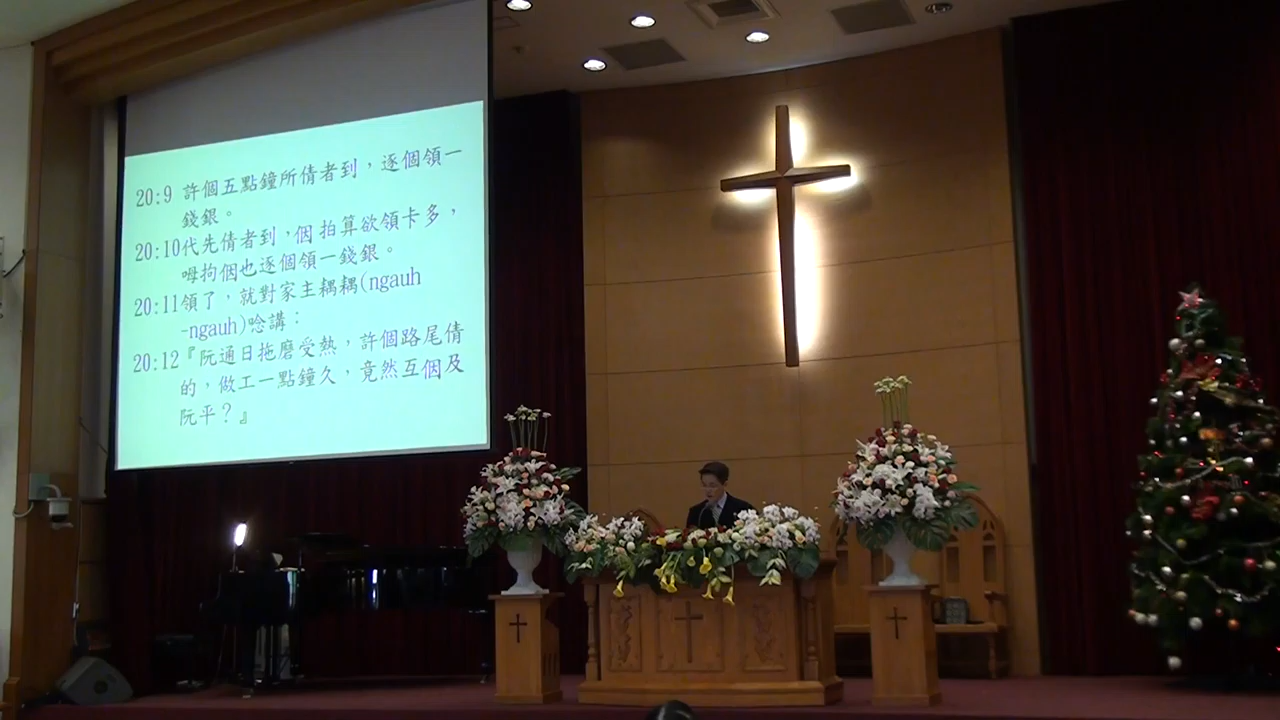 20:9 許個五點鐘所倩者到，逐個領一
錢銀。
20:10代先倩者到，𪜶拍算欲領卡多，
呣拘𪜶也逐個領一錢銀。
20:11領了，就對家主耦耦(ngauh
-ngauh)唸講：
20:12『阮通日拖磨受熱，許個路尾倩
的，做工一點鐘久，竟然互𪜶及
阮平？』